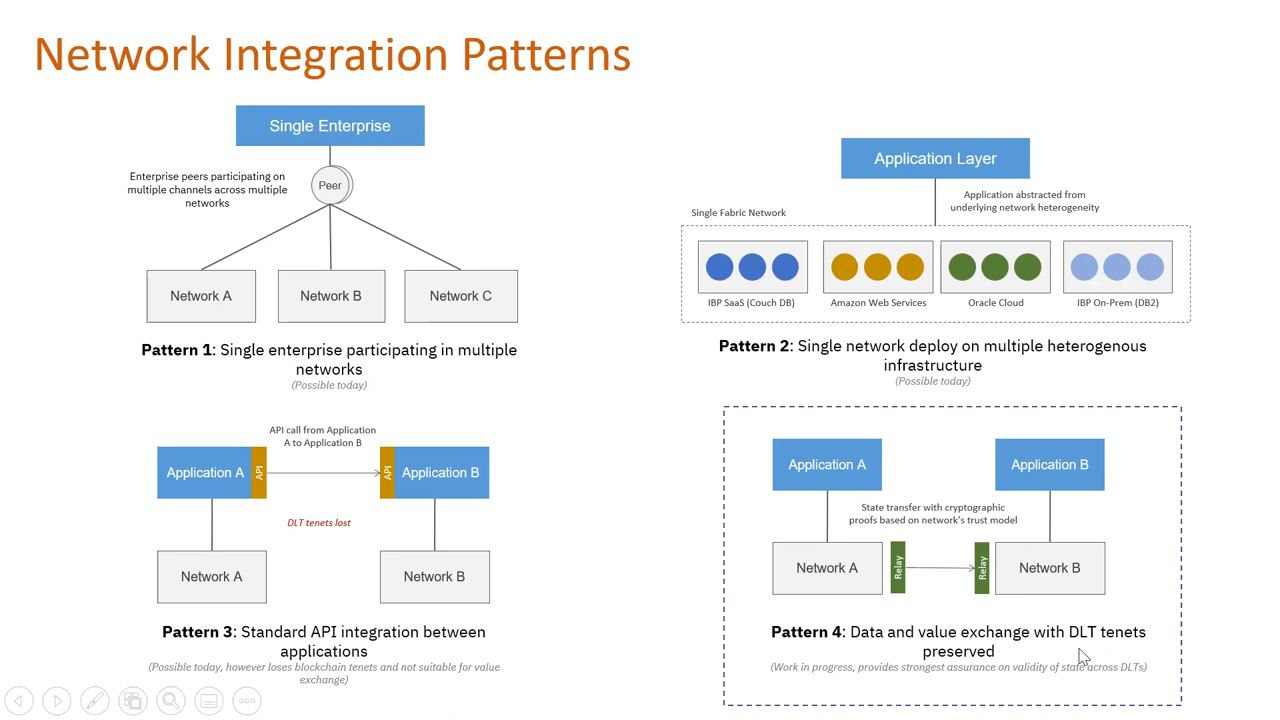 Network Integration Patterns
Single Enterprise
Enterprise peers participating on
multiple channels across multiple
networks
Peer
Network A
Network B
Network C
Pattern 1: Single enterprise participating in multiple
networks
(Possible today)
Application Layer
Application abstracted from
underlying network heterogeneity
Single Fabric Network
IBP SaaS (Couch DB)
Amazon Web Services
Oracle Cloud
IBP On-Prem (DB2)
Pattern 2: Single network deploy on multiple heterogenous
infrastructure
(Possible today)
API call from Application
A to Application B
Application A
API
API
Application B
DLT tenets lost
Network A
Network B
Pattern 3: Standard API integration between
applications
(Possible today, however loses blockchain tenets and not suitable for value
exchange)
Application A
Application B
State transfer with cryptographic
proofs based on network's trust model
Network A
Relay
Relay
Network B
Pattern 4: Data and value exchange with DLT tenets
preserved
(Work in progress, provides strongest assurance on validity of state across DLTs)